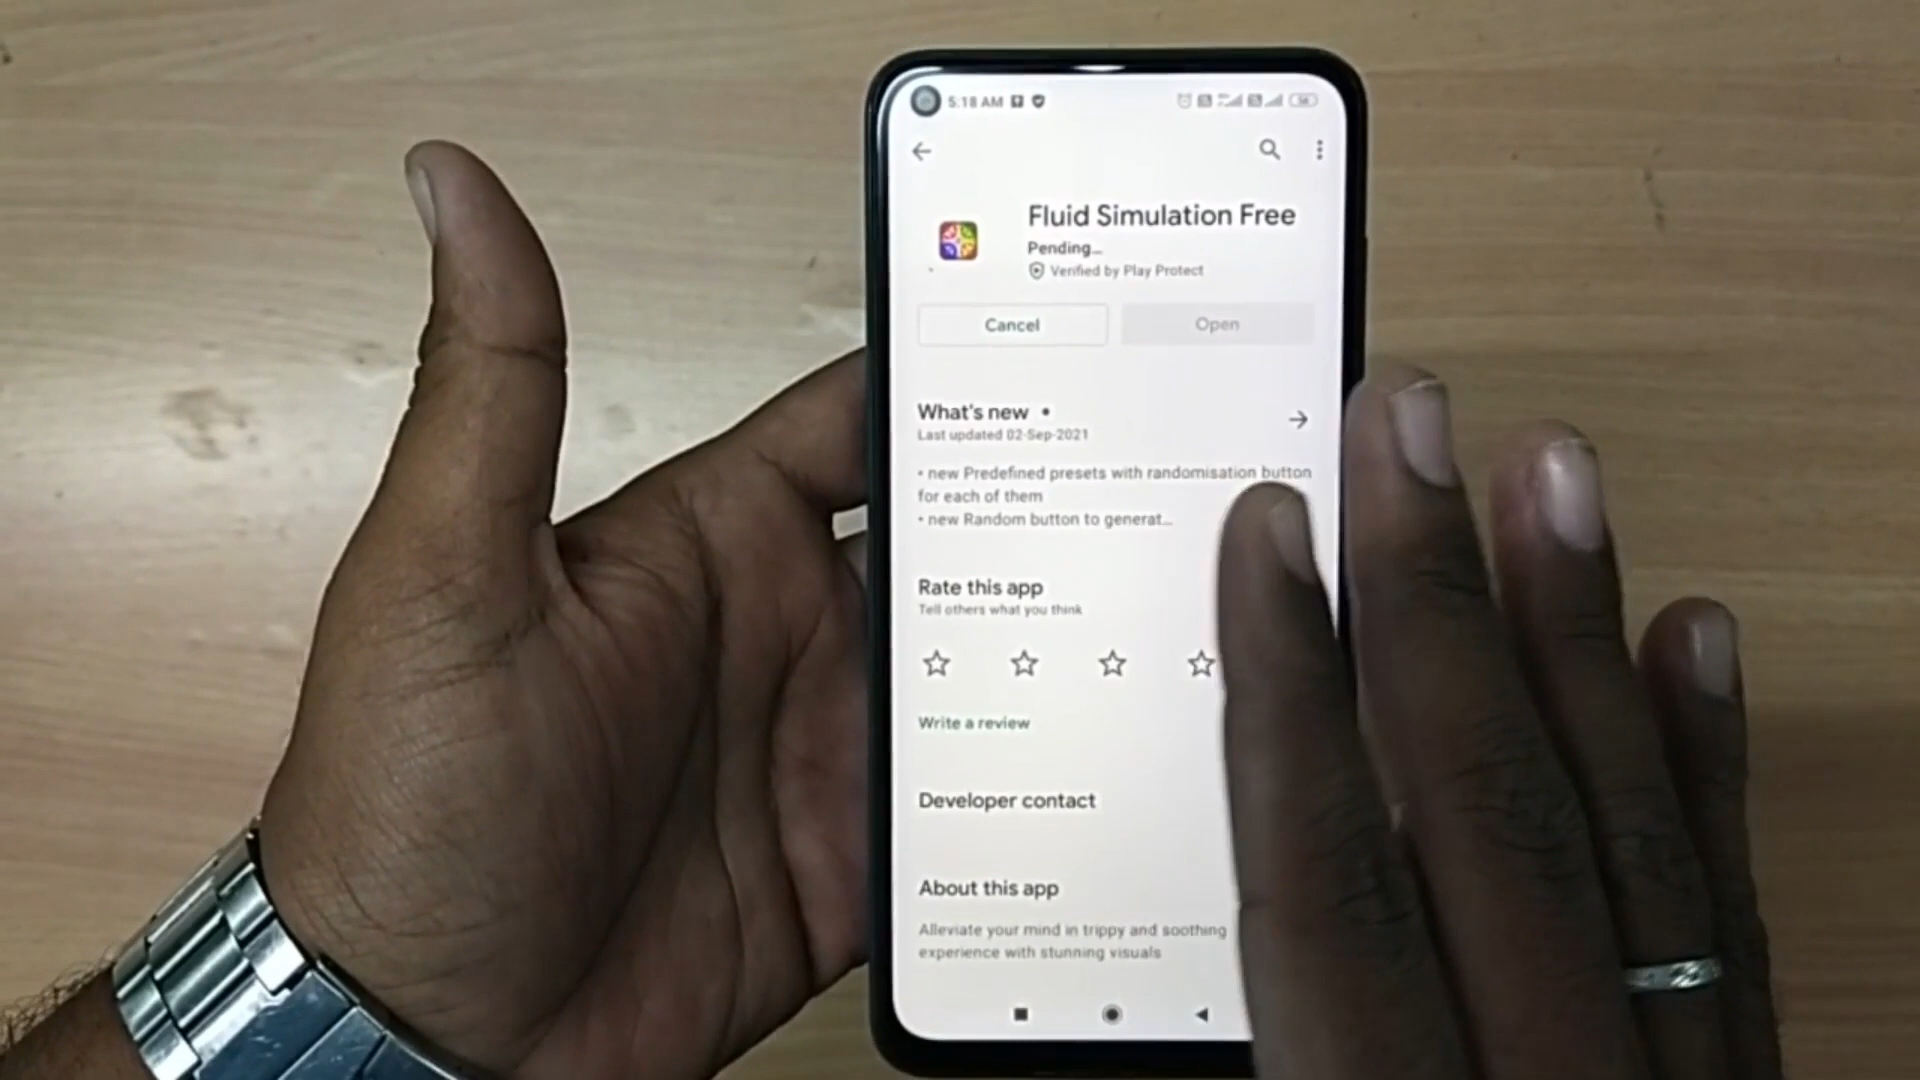 5:18 AM
Fluid Simulation Free
Pending...
Verified by Play Protect
Cancel
Open
What's new •
Last updated 02-Sep-2021
• new Predefined presets with randomisation button
for each of them
• new Random button to generat...
Rate this app
Tell others what you think
Write a review
Developer contact
About this app
Alleviate your mind in trippy and soothing
experience with stunning visuals